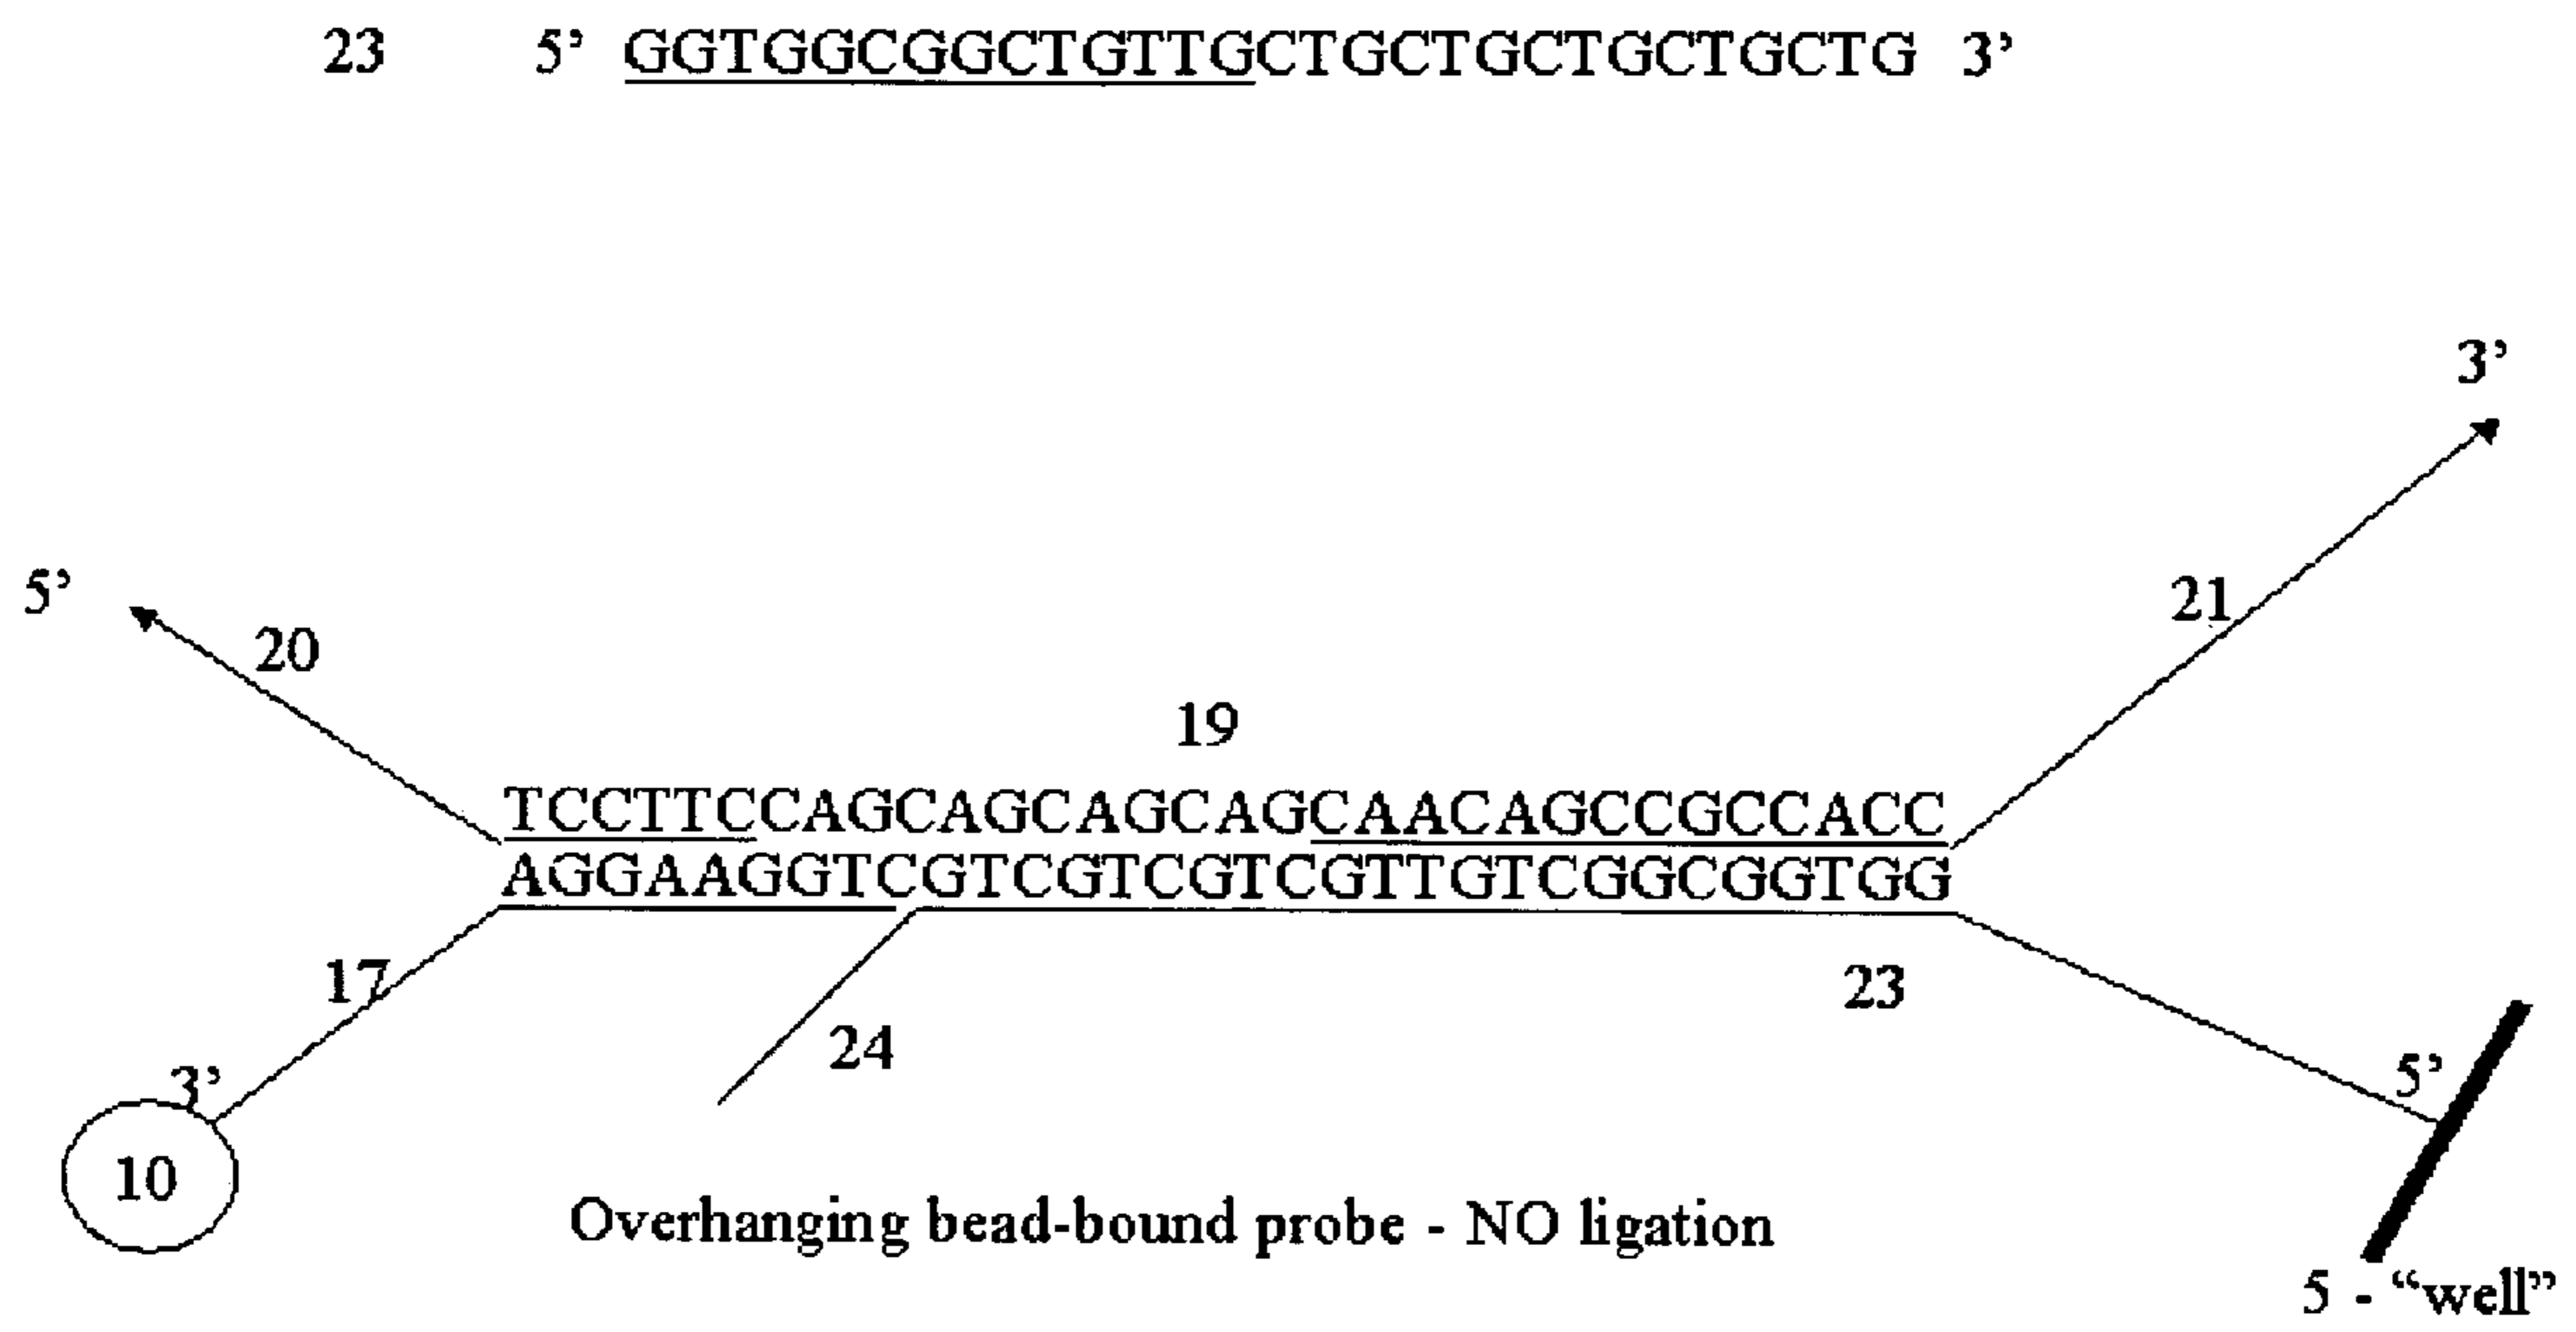 23 5’ GGTGGCGGCTGTTGCTGCTGCTGCTGCTG 3’
3’
5’
20
21
19
TCCTTCCAGCAGCAGCAGCAACAGCCGCCACC
AGGAAGGTCGTCGTCGTCGTTGTCGGCGGTGG
17
23
24
3’
5’
10
Overhanging bead-bound probe - NO ligation
5 - “well”